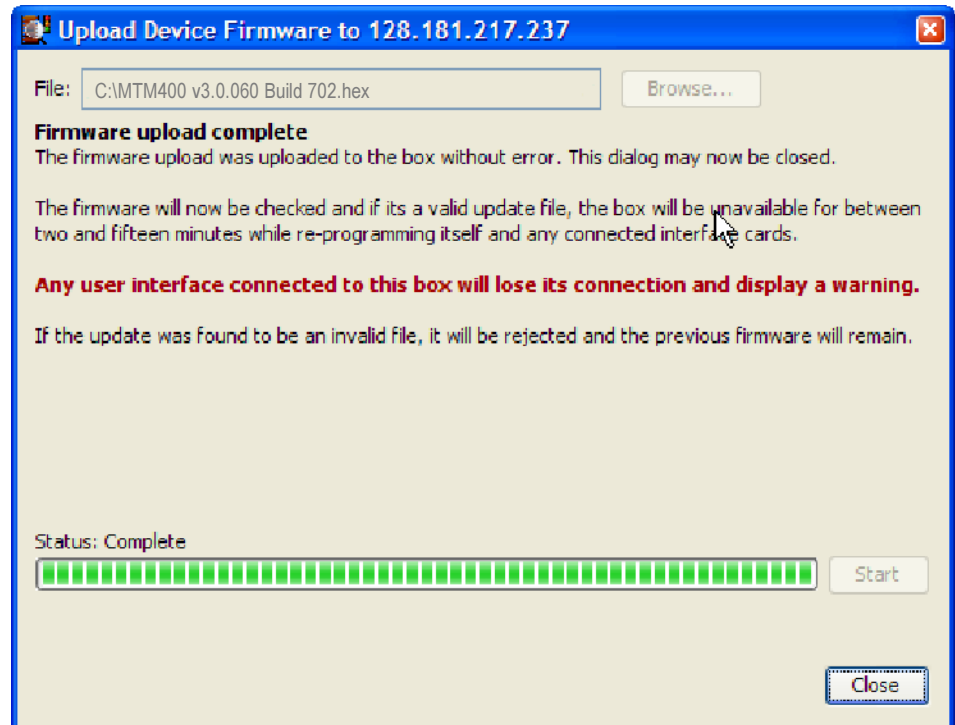 Upload Device Firmware to 128.181.217.237
File: C:\MTM400 v3.0.060 Build 702.hex Browse...
Firmware upload complete
The firmware upload was uploaded to the box without error. This dialog may now be closed.
The firmware will now be checked and if its a valid update file, the box will be unavailable for between
two and fifteen minutes while re-programming itself and any connected interface cards.
Any user interface connected to this box will lose its connection and display a warning.
If the update was found to be an invalid file, it will be rejected and the previous firmware will remain.
Status: Complete
Start
Close